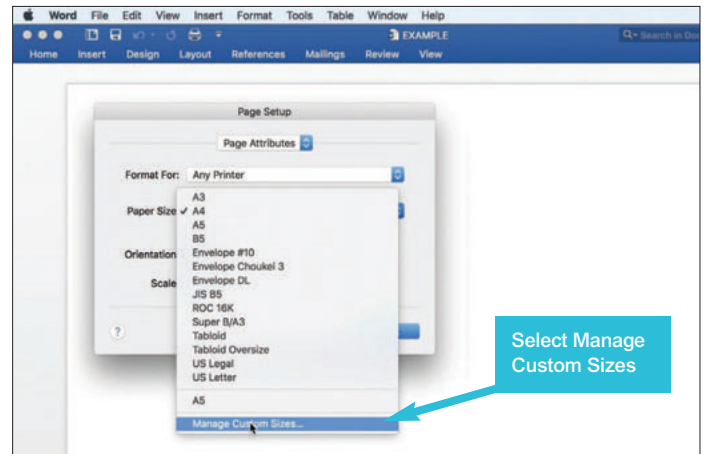 Word File Edit View Insert Format Tools Table Window Help
EXAMPLE
Search in Doc
Home Insert Design Layout References Mailings Review View
Page Setup
Page Attributes
Format For: Any Printer
A3
Paper Size ✓ A4
A5
B5
Orientation Envelope #10
Envelope Choukei 3
Scale Envelope DL
JIS B5
ROC 16K
? Super B/A3
Tabloid
Tabloid Oversize
US Legal
US Letter
A5
Manage Custom Sizes...
Select Manage
Custom Sizes